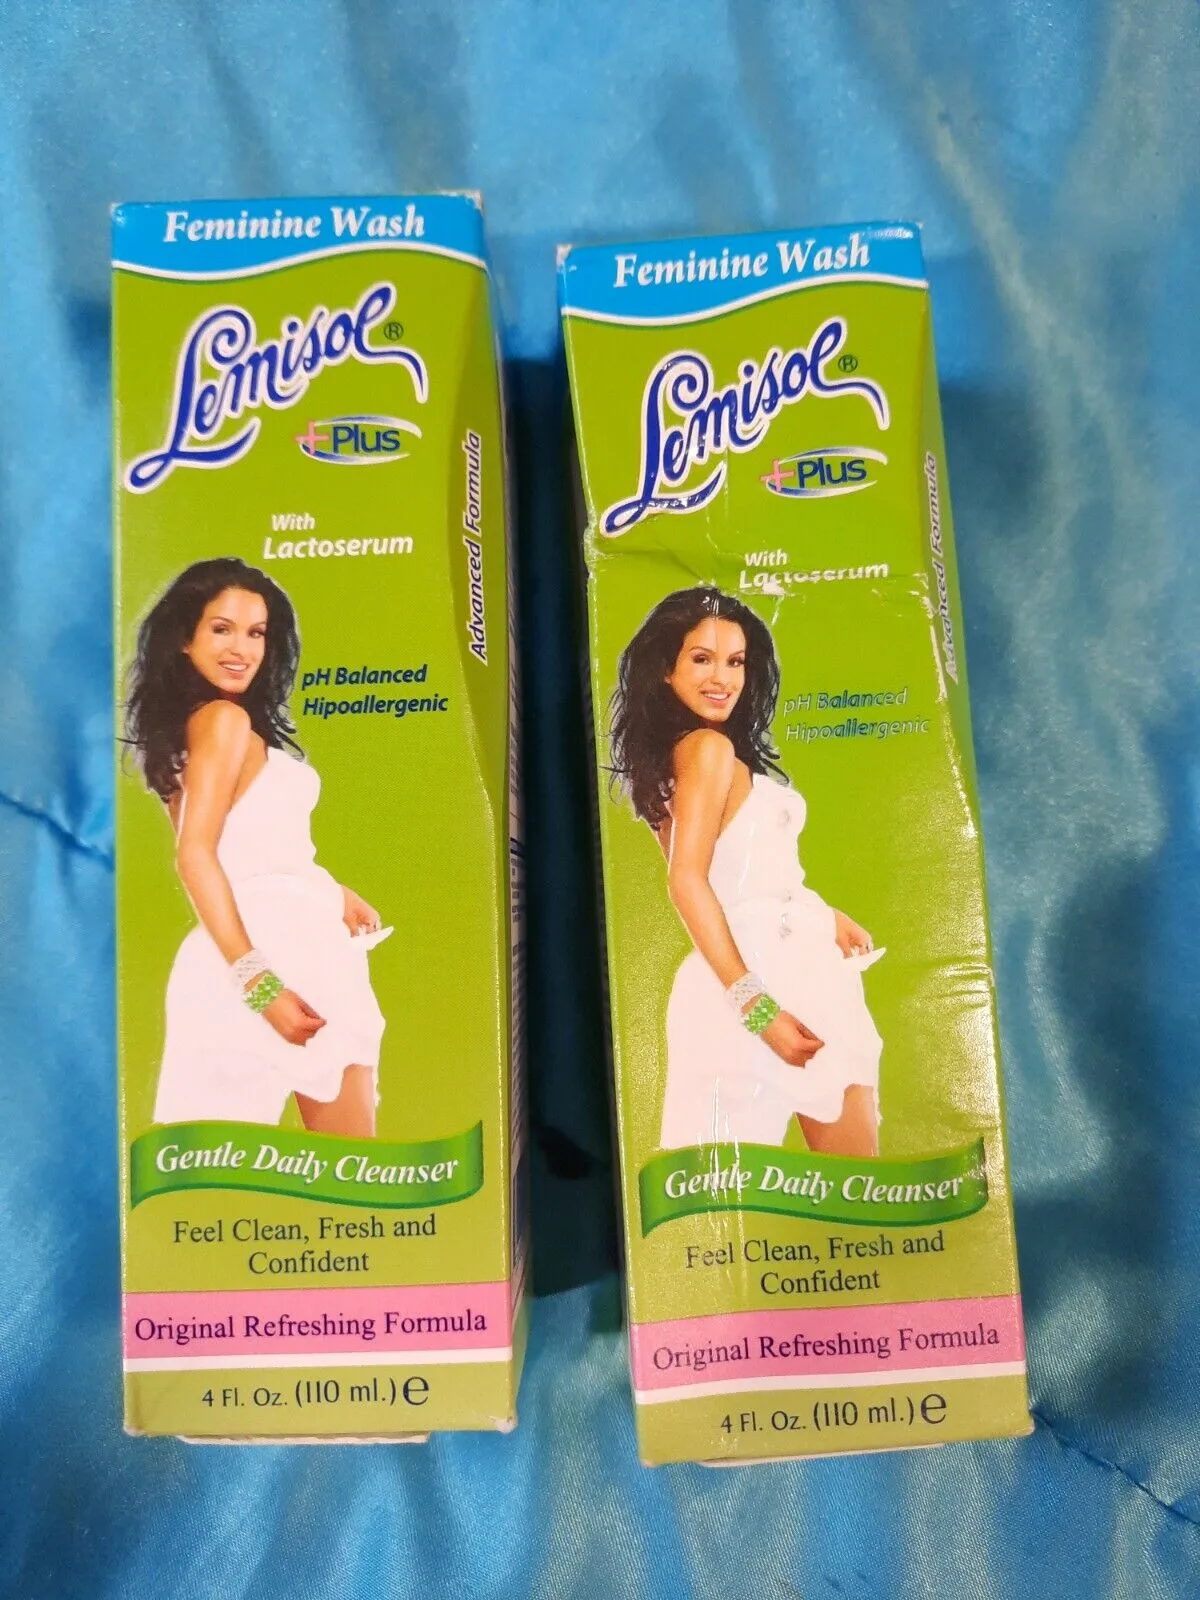 Feminine Wash
Lemisol®
+Plus
With
Lactoserum
Advanced Formula
pH Balanced
Hipoallergenic
Gentle Daily Cleanser
Feel Clean, Fresh and
Confident
Original Refreshing Formula
4 Fl. Oz. (110 ml.) ℮
Feminine Wash
Lemisol®
+Plus
With
Lactoserum
Advanced Formula
pH Balanced
Hipoallergenic
Gentle Daily Cleanser
Feel Clean, Fresh and
Confident
Original Refreshing Formula
4 Fl. Oz. (110 ml.) ℮